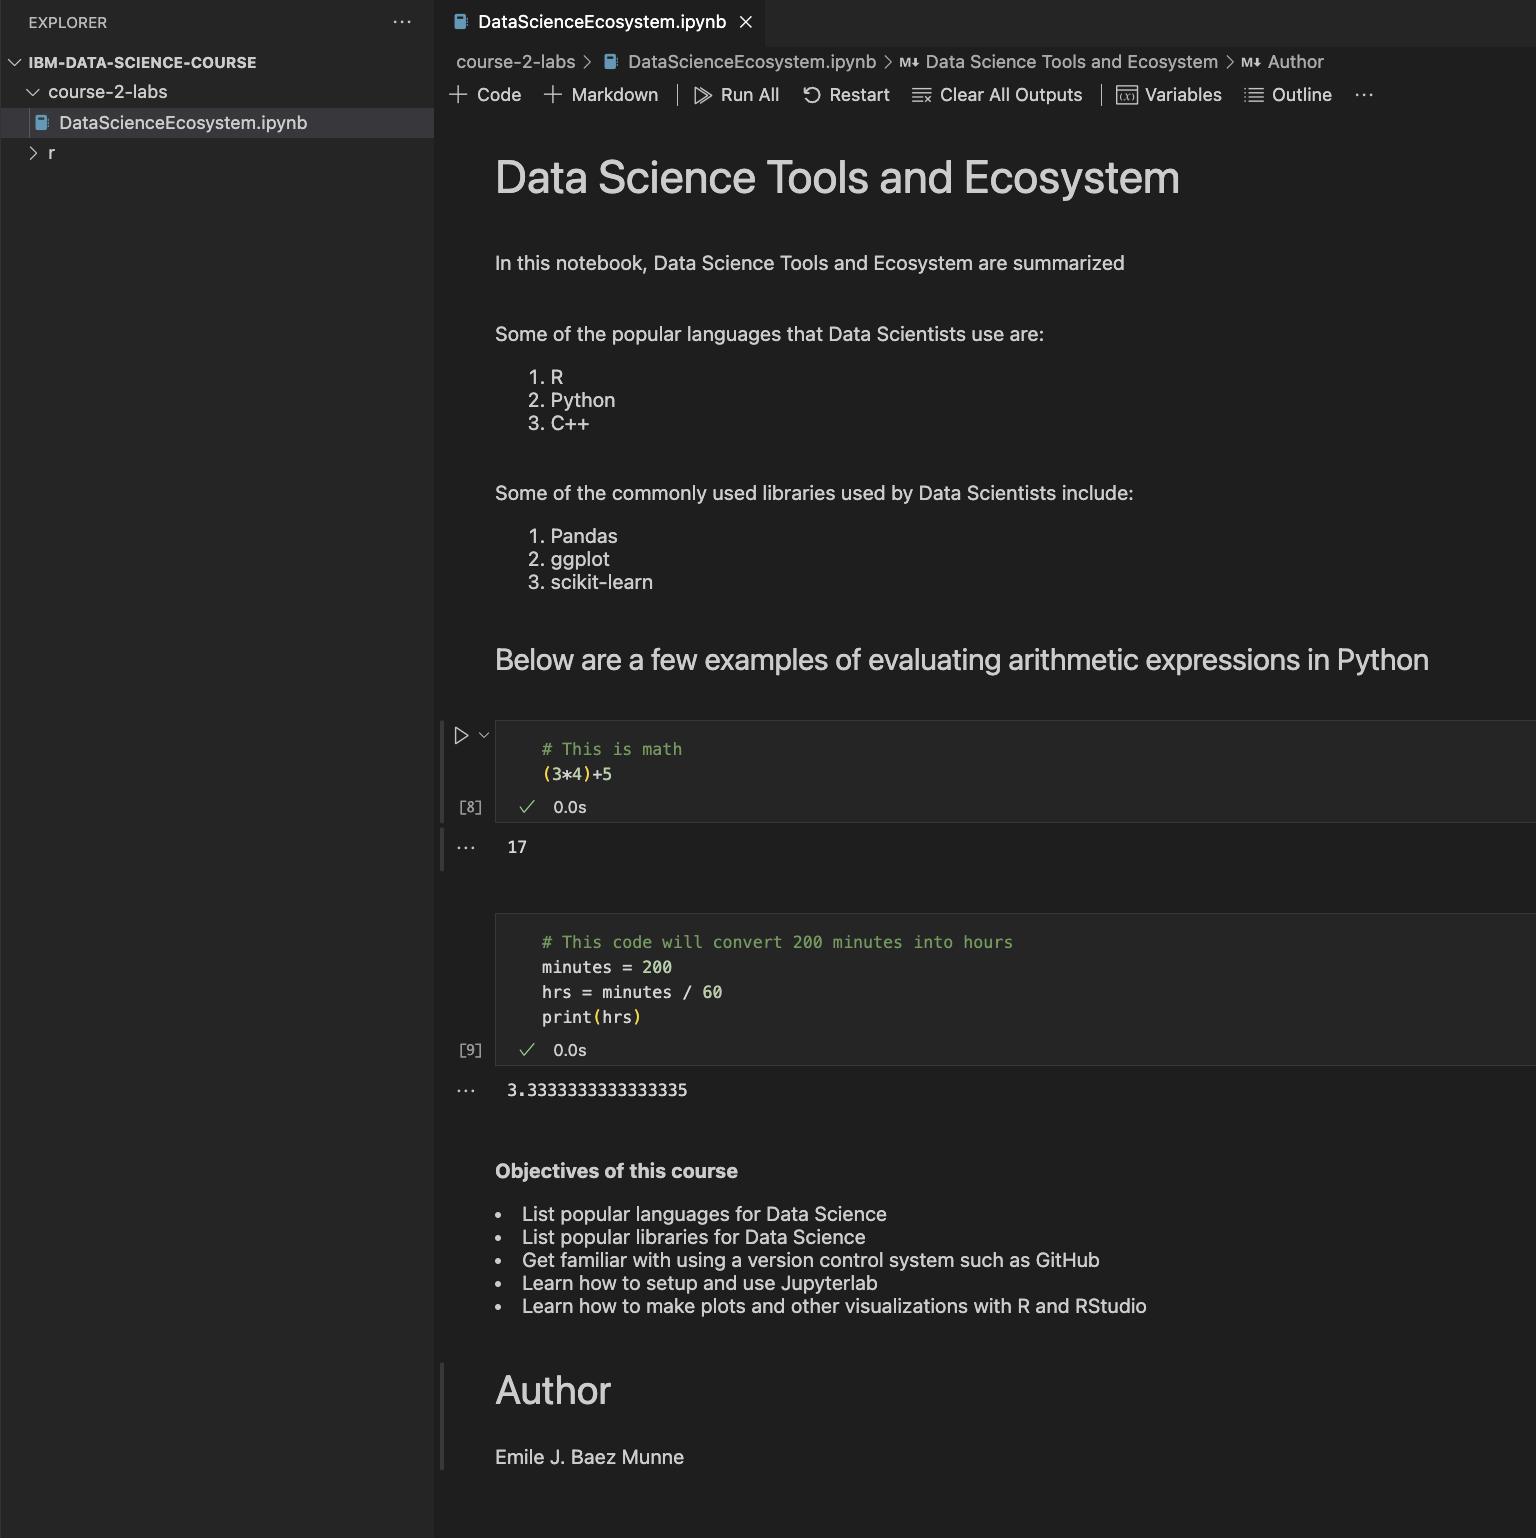 EXPLORER
IBM-DATA-SCIENCE-COURSE
course-2-labs
DataScienceEcosystem.ipynb
r
DataScienceEcosystem.ipynb
course-2-labs > DataScienceEcosystem.ipynb > M↓ Data Science Tools and Ecosystem > M↓ Author
+ Code + Markdown | Run All Restart Clear All Outputs | Variables Outline ...
Data Science Tools and Ecosystem
In this notebook, Data Science Tools and Ecosystem are summarized
Some of the popular languages that Data Scientists use are:
1. R
2. Python
3. C++
Some of the commonly used libraries used by Data Scientists include:
1. Pandas
2. ggplot
3. scikit-learn
Below are a few examples of evaluating arithmetic expressions in Python
# This is math
(3*4)+5
[8] ✓ 0.0s
... 17
# This code will convert 200 minutes into hours
minutes = 200
hrs = minutes / 60
print(hrs)
[9] ✓ 0.0s
... 3.3333333333333335
Objectives of this course
• List popular languages for Data Science
• List popular libraries for Data Science
• Get familiar with using a version control system such as GitHub
• Learn how to setup and use Jupyterlab
• Learn how to make plots and other visualizations with R and RStudio
Author
Emile J. Baez Munne